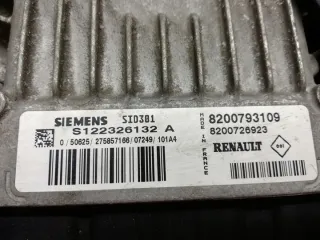 SIEMENS SID301
S122326132 A
0 / 50625 / 275857166 / 07249 / 101A4
MADE IN FRANCE
8200793109
8200726923
RENAULT